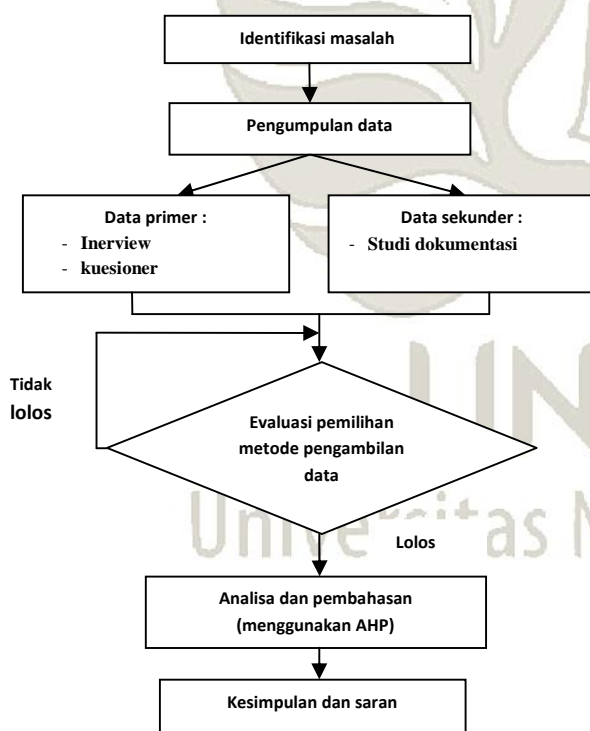 Identifikasi masalah
Pengumpulan data
Data primer :
- Inerview
- kuesioner
Data sekunder :
- Studi dokumentasi
Tidak
lolos
Evaluasi pemilihan
metode pengambilan
data
Lolos
Analisa dan pembahasan
(menggunakan AHP)
Kesimpulan dan saran